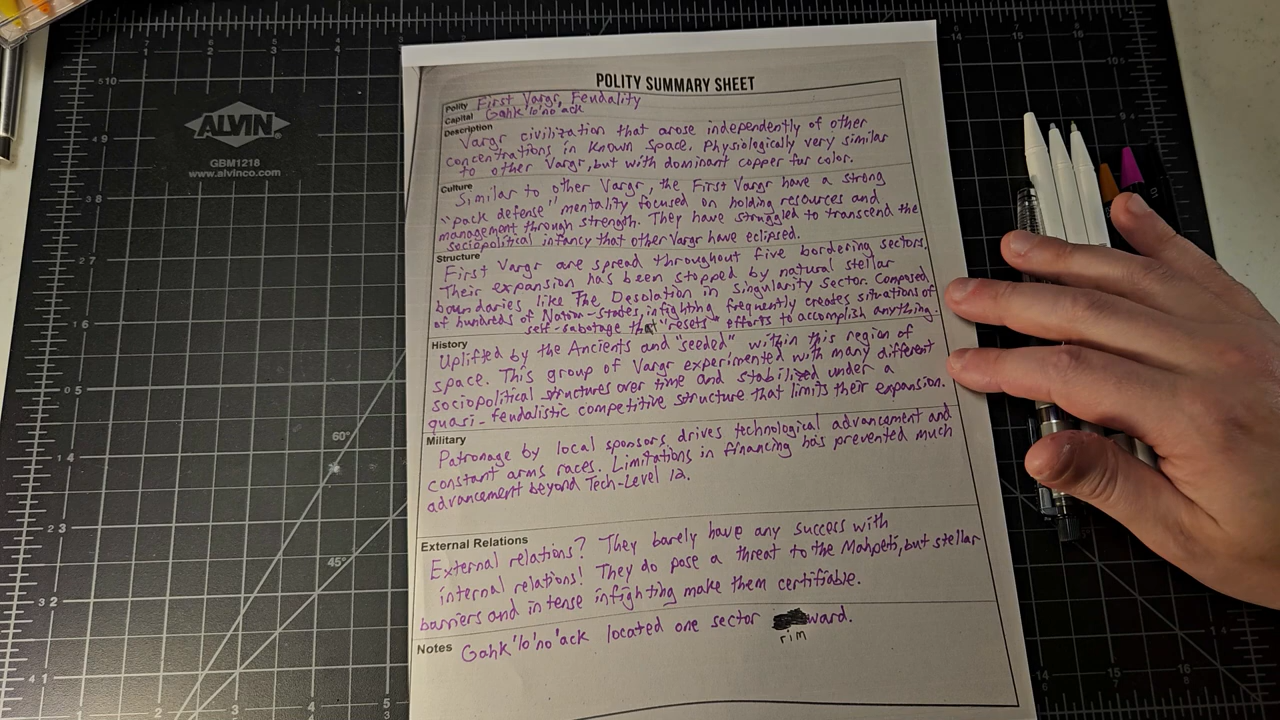 ALVIN
GBM1218
www.alvinco.com
60°
45°
POLITY SUMMARY SHEET
Polity First Vargr Feudality
Capital Gahk'lo'no'ack
Description
Vargr civilization that arose independently of other
concentrations in known space. Physiologically very similar
to other Vargr, but with dominant copper fur color.
Culture
Similar to other Vargr, the First Vargr have a strong
"pack defense" mentality focused on holding resources and
management through strength. They have struggled to transcend the
sociopolitical infancy that other Vargr have eclipsed.
Structure
First Vargr are spread throughout five bordering sectors.
Their expansion has been stopped by natural stellar
boundaries like The Desolation in Singularity sector. Composed
of hundreds of Nation-states, infighting frequently creates situations of
self-sabotage that "resets" efforts to accomplish anything.
History
Uplifted by the Ancients and "seeded" within this region of
space. This group of Vargr experimented with many different
sociopolitical structures over time and stabilized under a
quasi-feudalistic competitive structure that limits their expansion.
Military
Patronage by local sponsors drives technological advancement and
constant arms races. Limitations in financing has prevented much
advancement beyond Tech-Level 12.
External Relations
External relations? They barely have any success with
internal relations! They do pose a threat to the Mahpeti, but stellar
barriers and intense infighting make them certifiable.
Notes
Gahk'lo'no'ack located one sector ward.
rim